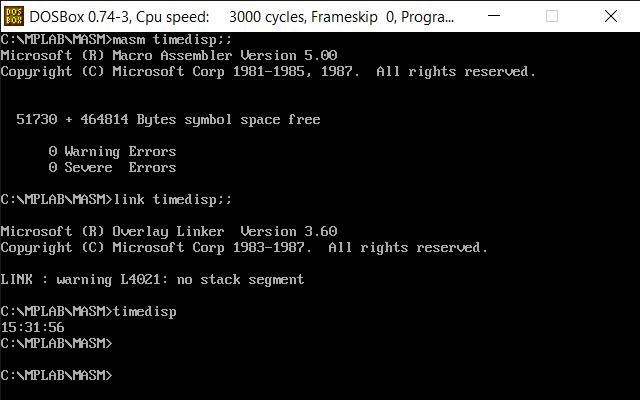 DOSBox 0.74-3, Cpu speed: 3000 cycles, Frameskip 0, Progra...
C:\MPLAB\MASM>masm timedisp;;
Microsoft (R) Macro Assembler Version 5.00
Copyright (C) Microsoft Corp 1981-1985, 1987.  All rights reserved.
51730 + 464814 Bytes symbol space free
0 Warning Errors
0 Severe  Errors
C:\MPLAB\MASM>link timedisp;;
Microsoft (R) Overlay Linker  Version 3.60
Copyright (C) Microsoft Corp 1983-1987.  All rights reserved.
LINK : warning L4021: no stack segment
C:\MPLAB\MASM>timedisp
15:31:56
C:\MPLAB\MASM>
C:\MPLAB\MASM>